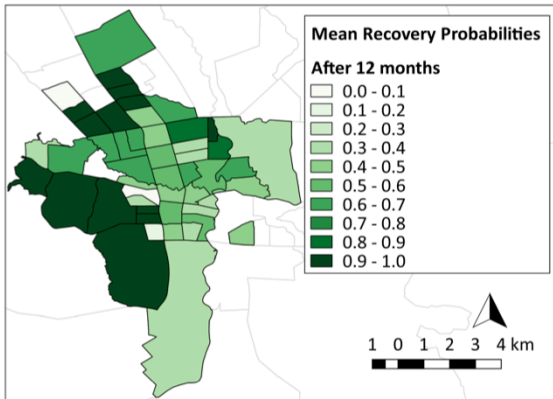 Mean Recovery Probabilities
After 12 months
0.0 - 0.1
0.1 - 0.2
0.2 - 0.3
0.3 - 0.4
0.4 - 0.5
0.5 - 0.6
0.6 - 0.7
0.7 - 0.8
0.8 - 0.9
0.9 - 1.0
1 0 1 2 3 4 km